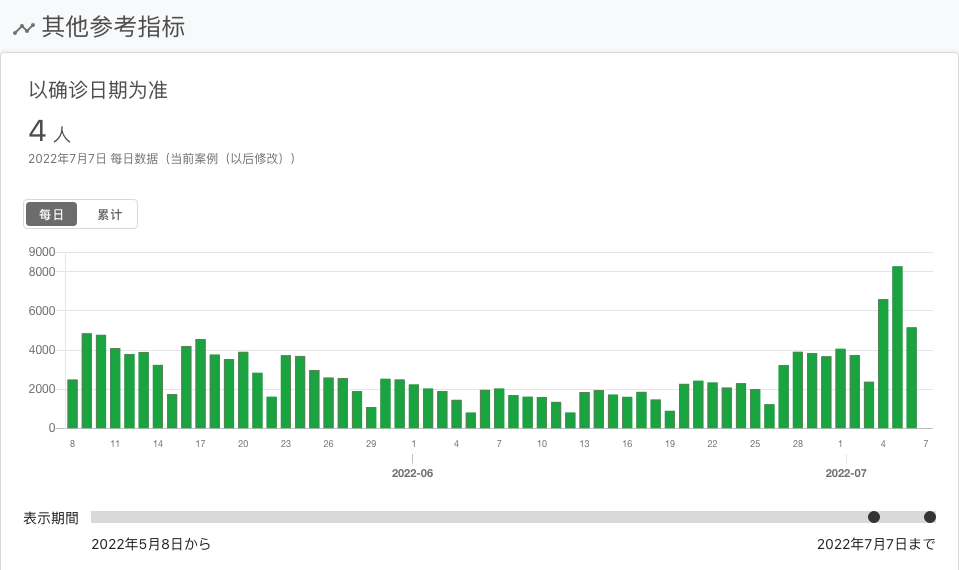 其他参考指标
以确诊日期为准
4 人
2022年7月7日 每日数据（当前案例（以后修改））
每日 累计
9000
8000
6000
4000
2000
0
8 11 14 17 20 23 26 29 1 4 7 10 13 16 19 22 25 28 1 4 7
2022-06 2022-07
表示期間
2022年5月8日から 2022年7月7日まで